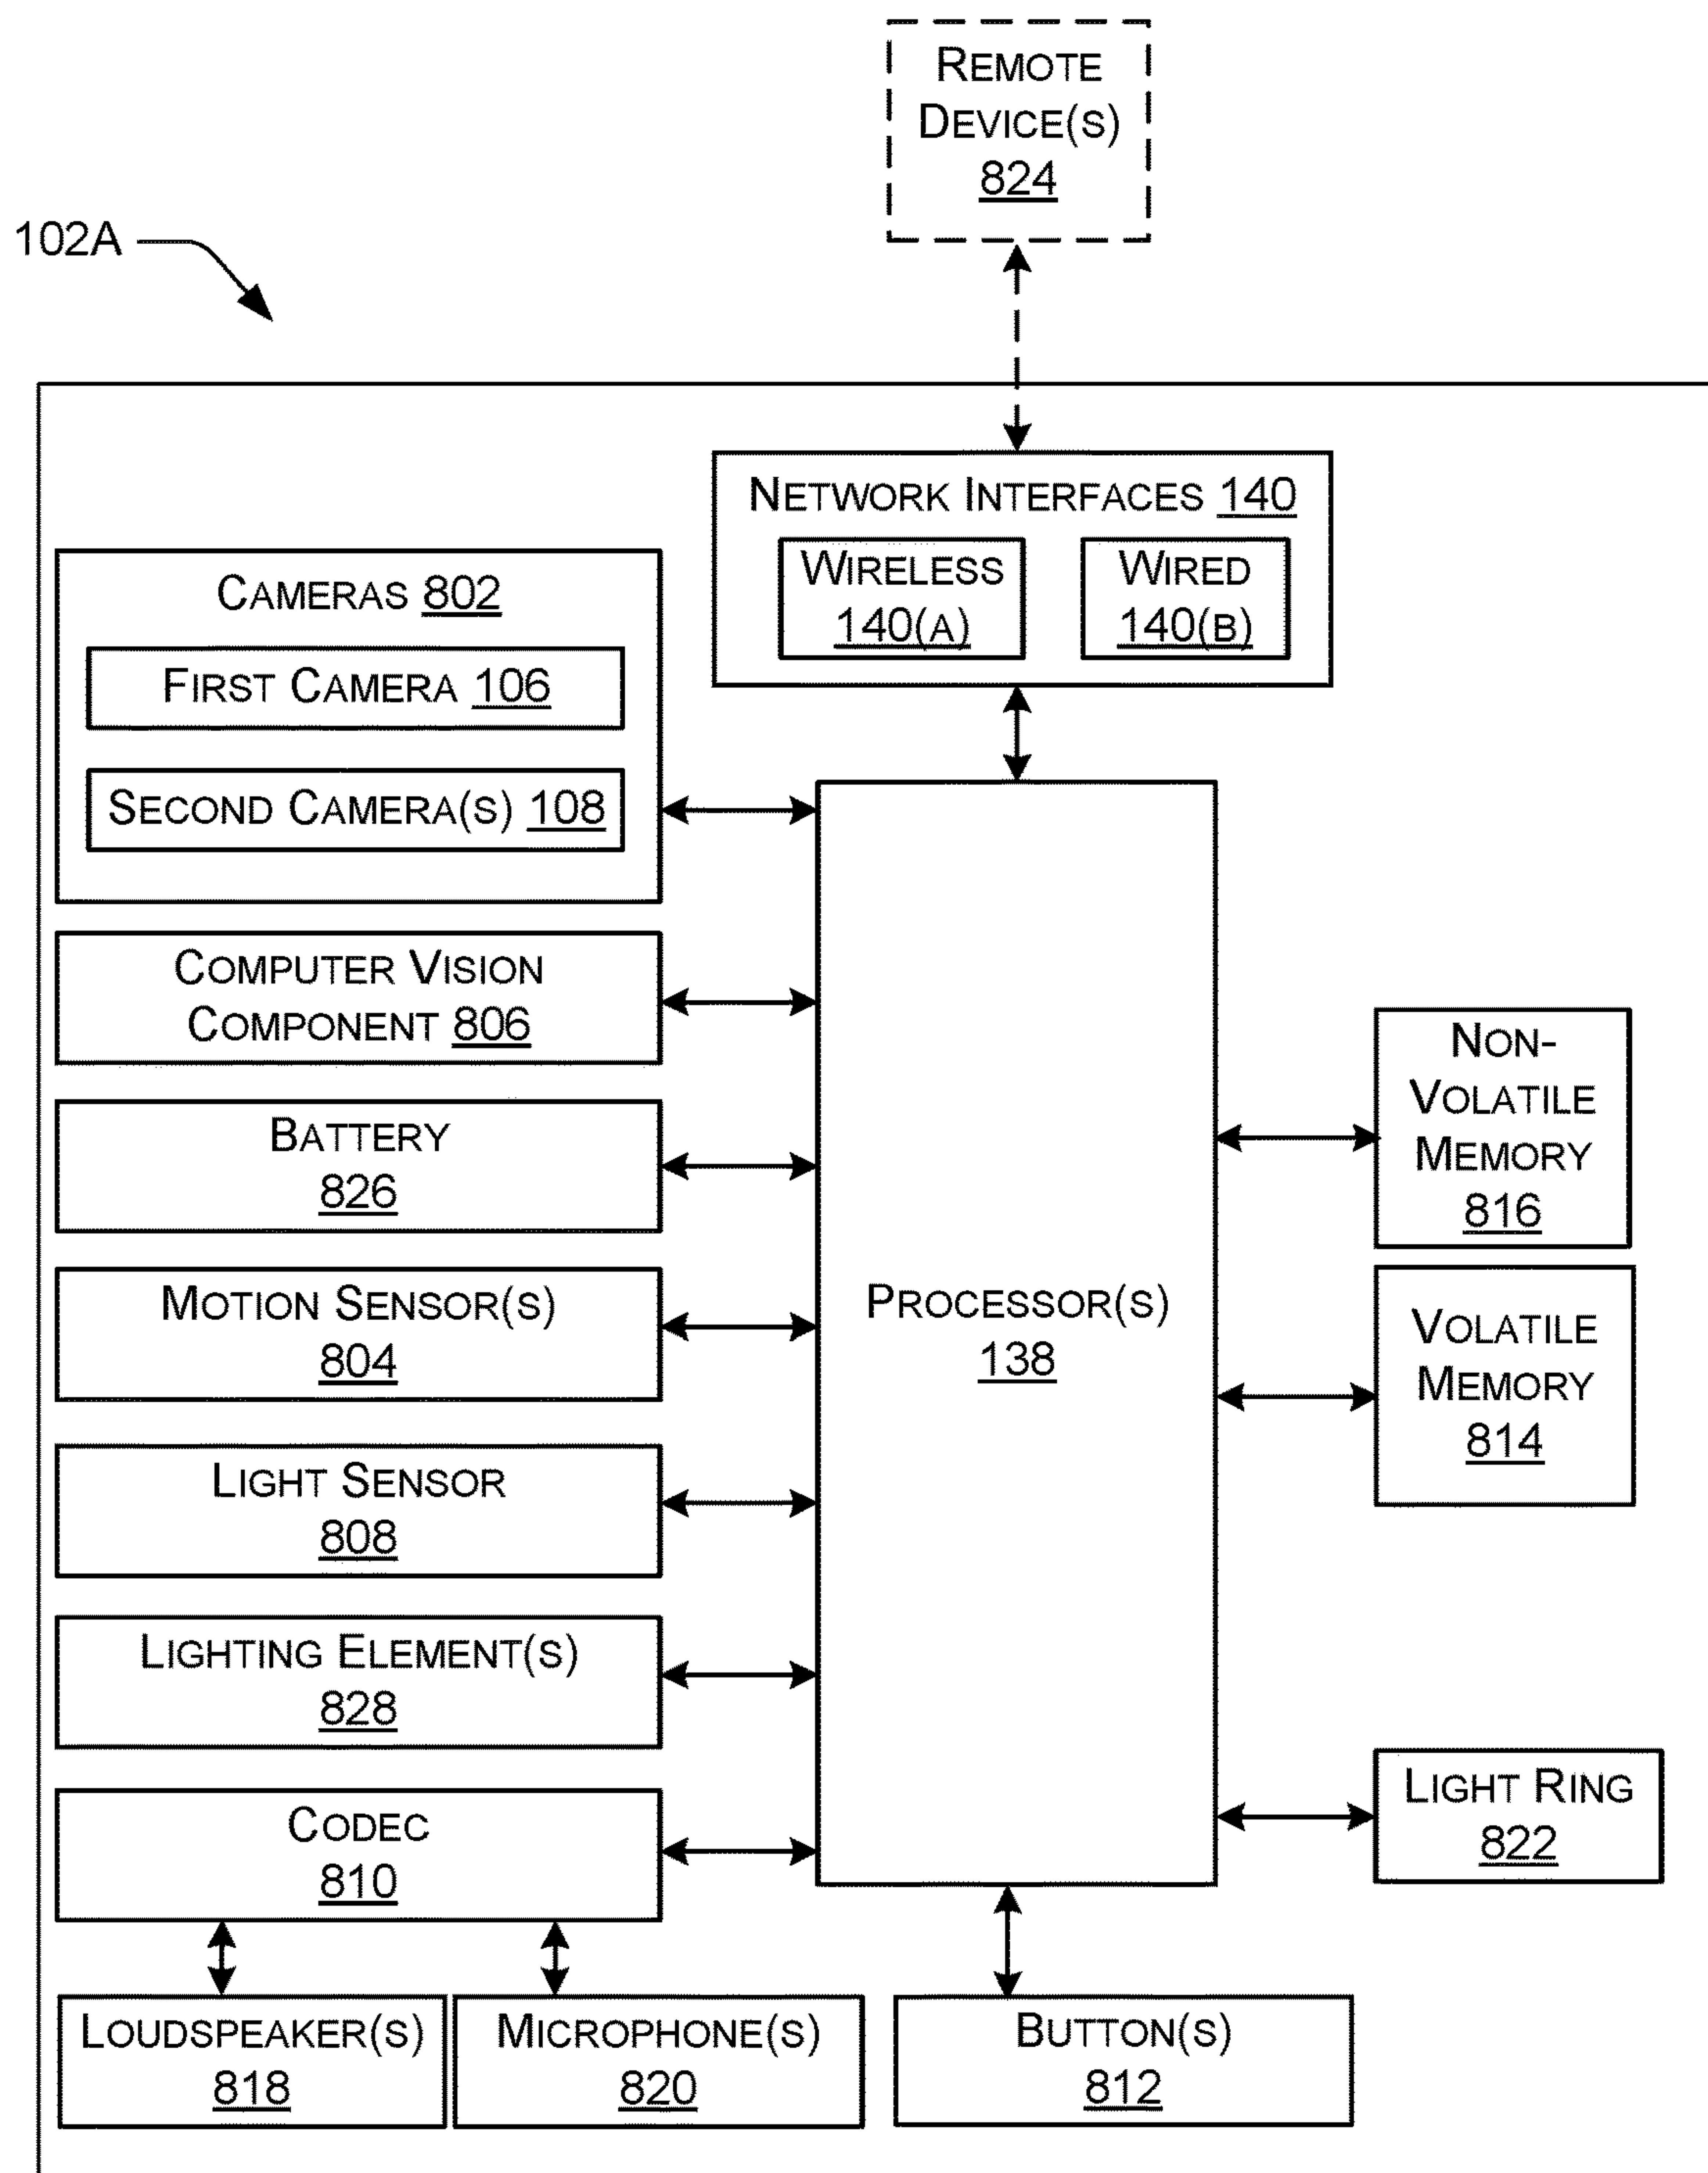 REMOTE
DEVICE(S)
824
102A
NETWORK INTERFACES 140
WIRELESS
140(A)
WIRED
140(B)
CAMERAS 802
FIRST CAMERA 106
SECOND CAMERA(S) 108
COMPUTER VISION
COMPONENT 806
BATTERY
826
MOTION SENSOR(S)
804
LIGHT SENSOR
808
LIGHTING ELEMENT(S)
828
CODEC
810
PROCESSOR(S)
138
NON-
VOLATILE
MEMORY
816
VOLATILE
MEMORY
814
LIGHT RING
822
LOUDSPEAKER(S)
818
MICROPHONE(S)
820
BUTTON(S)
812